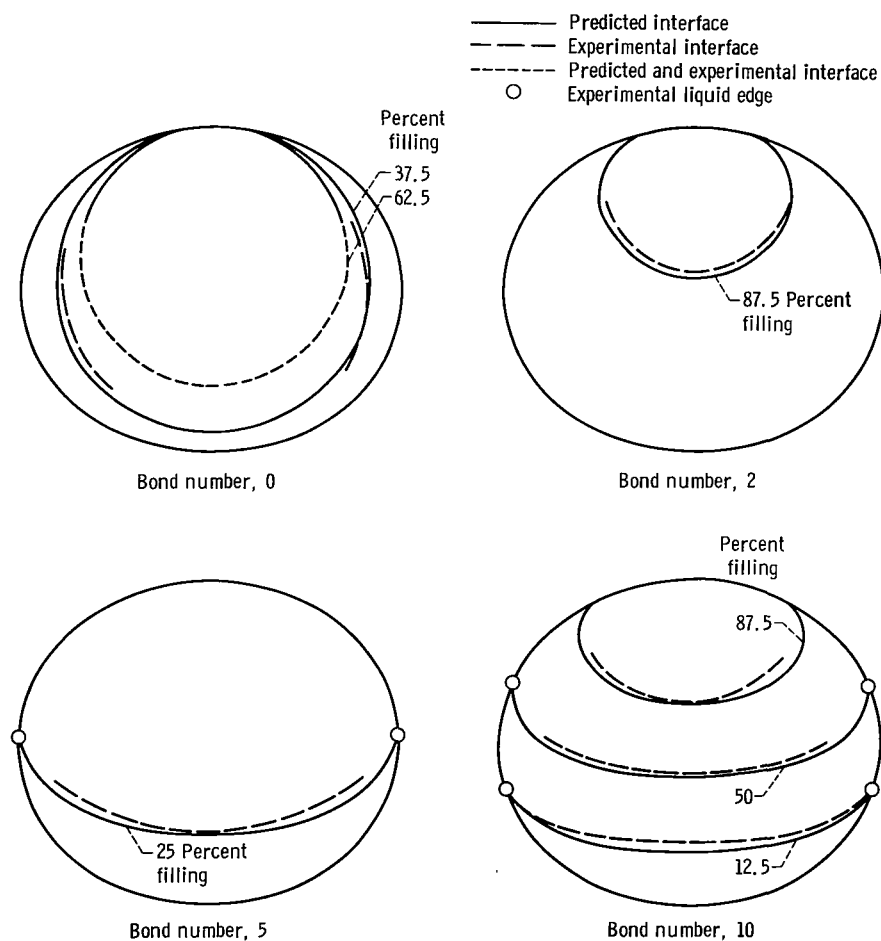 Predicted interface
Experimental interface
Predicted and experimental interface
Experimental liquid edge
Percent
filling
37.5
62.5
Bond number, 0
87.5 Percent
filling
Bond number, 2
25 Percent
filling
Bond number, 5
Percent
filling
87.5
50
12.5
Bond number, 10